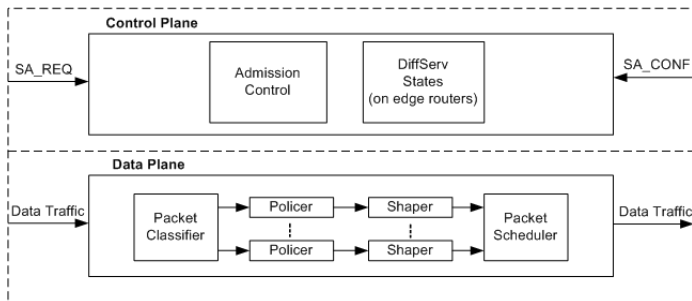 Control Plane
SA_REQ
Admission
Control
DiffServ
States
(on edge routers)
SA_CONF
Data Plane
Data Traffic
Packet
Classifier
Policer
Shaper
Policer
Shaper
Packet
Scheduler
Data Traffic